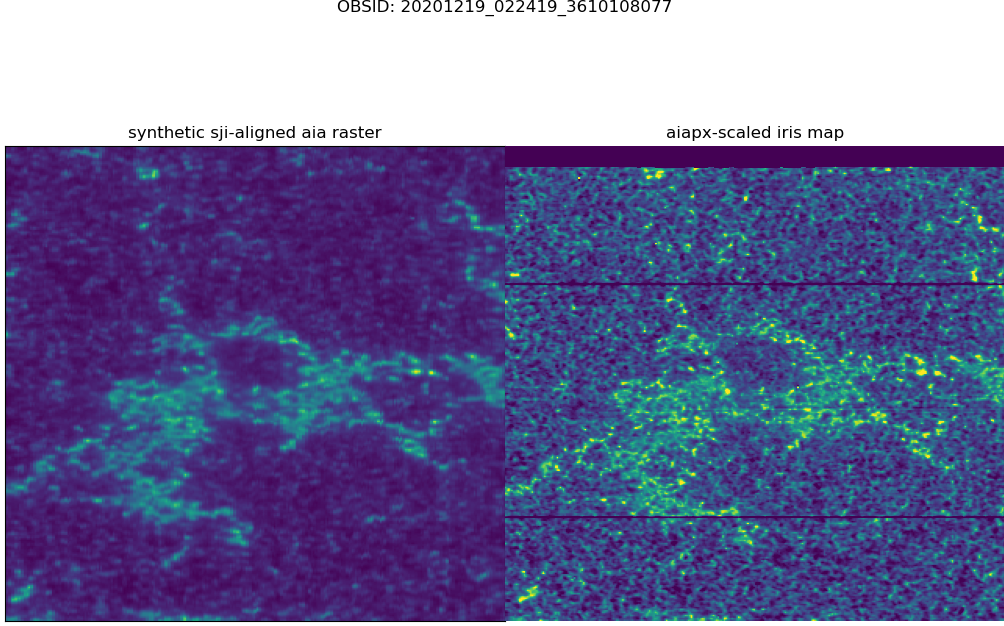 OBSID: 20201219_022419_3610108077
synthetic sji-aligned aia raster
aiapx-scaled iris map